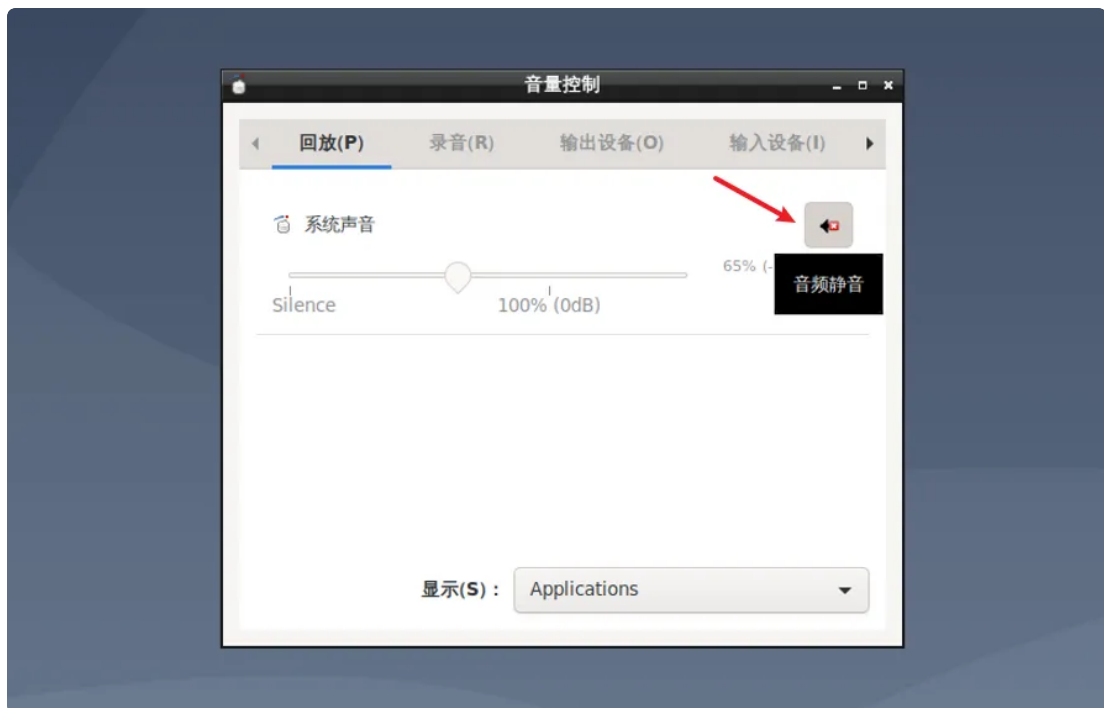 音量控制
回放(P) 录音(R) 输出设备(O) 输入设备(I)
系统声音
65% (-
音频静音
Silence 100% (0dB)
显示(S)：Applications